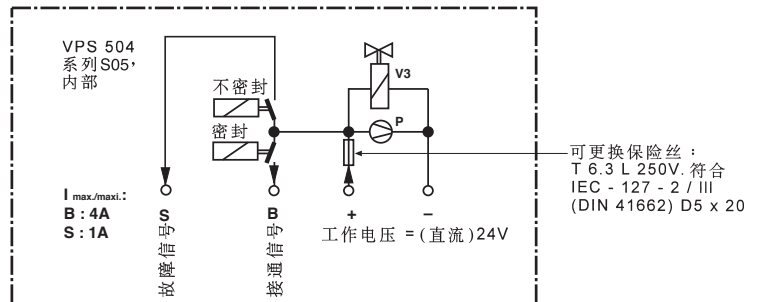 VPS 504
系列S05，
内部
不密封
密封
V3
P
可更换保险丝：
T 6.3 L 250V. 符合
IEC - 127 - 2 / III
(DIN 41662) D5 x 20
I max./maxi.:
B : 4A
S : 1A
S
故障信号
B
接通信号
+
–
工作电压 =(直流)24V